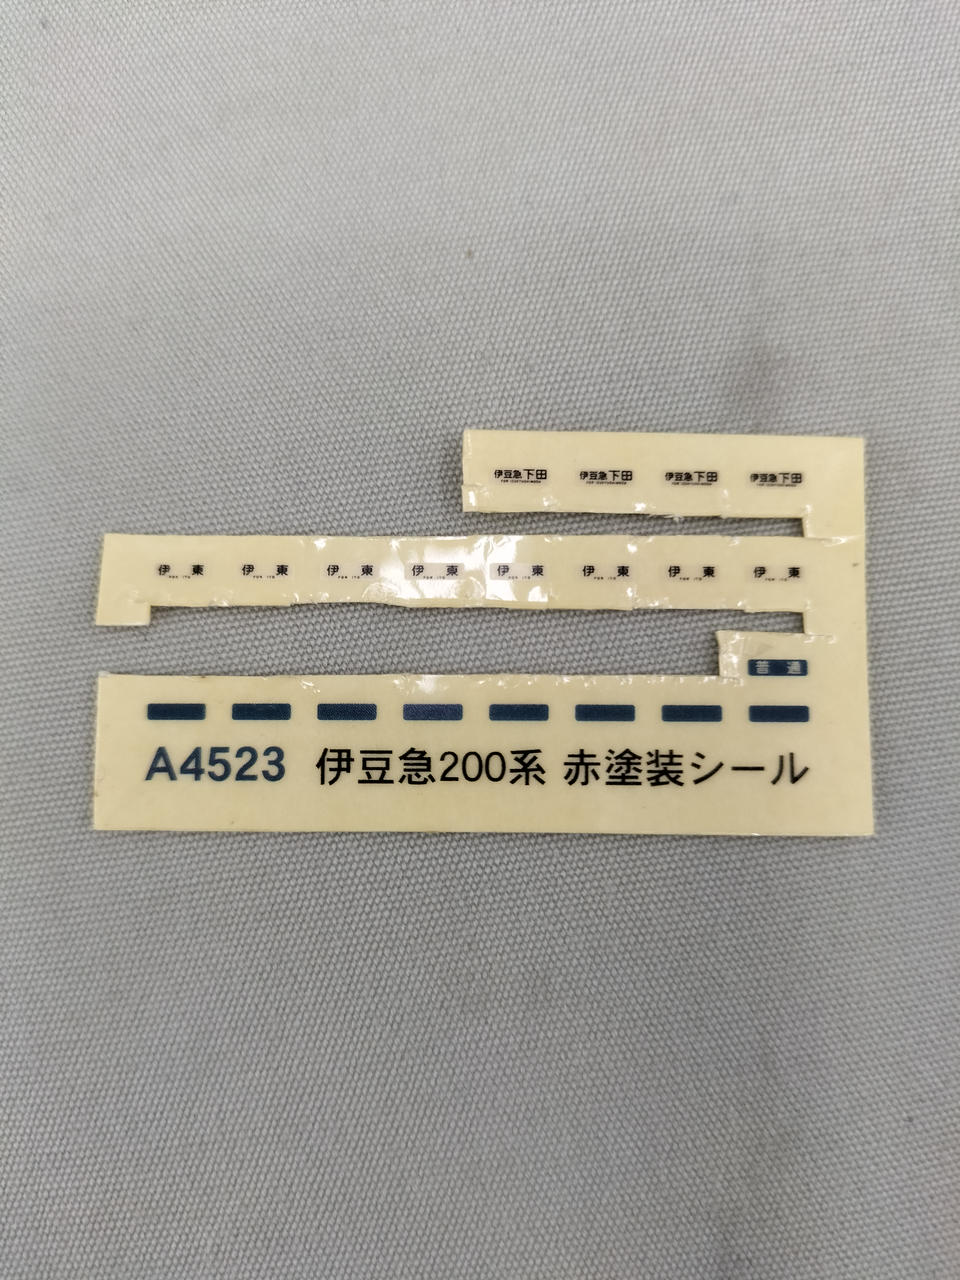 伊豆急下田 伊豆急下田 伊豆急下田 伊豆急下田
伊 東 伊 東 伊 東 伊 東 伊 東 伊 東 伊 東 伊 東
普 通
A4523 伊豆急200系 赤塗装シール